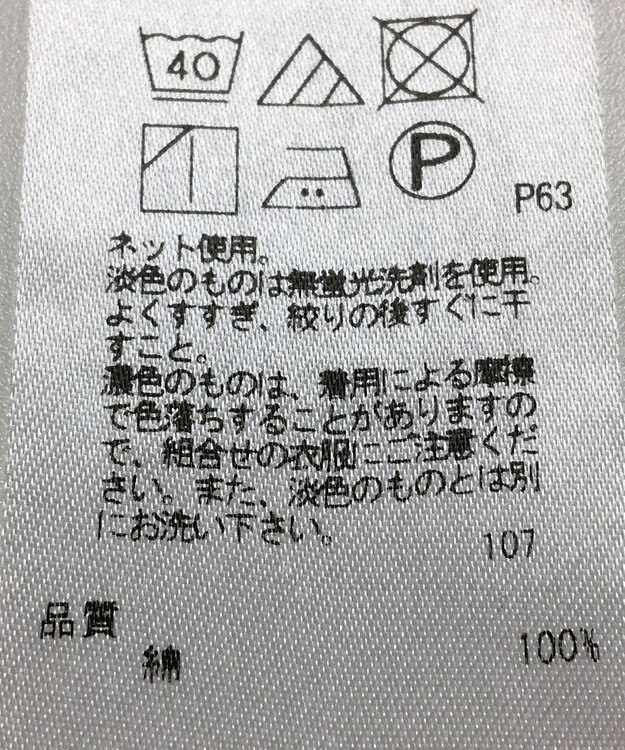 40
P
P63
ネット使用。
淡色のものは無蛍光洗剤を使用。
よくすすぎ、絞りの後すぐに干
すこと。
濃色のものは、着用による摩擦
で色落ちすることがありますの
で、組合せの衣服にご注意くだ
さい。また、淡色のものとは別
にお洗い下さい。
107
品質
綿 100%